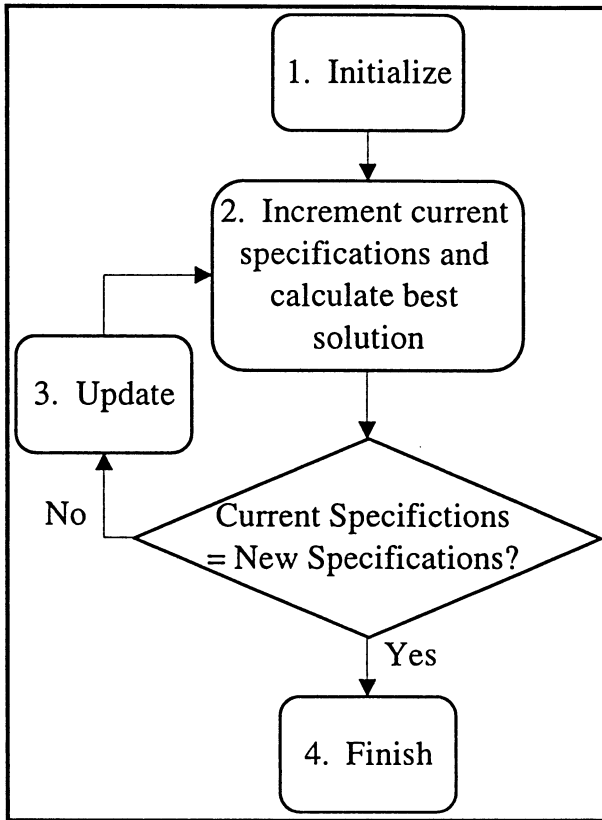 1. Initialize
2. Increment current
specifications and
calculate best
solution
3. Update
No
Current Specifictions
= New Specifications?
Yes
4. Finish